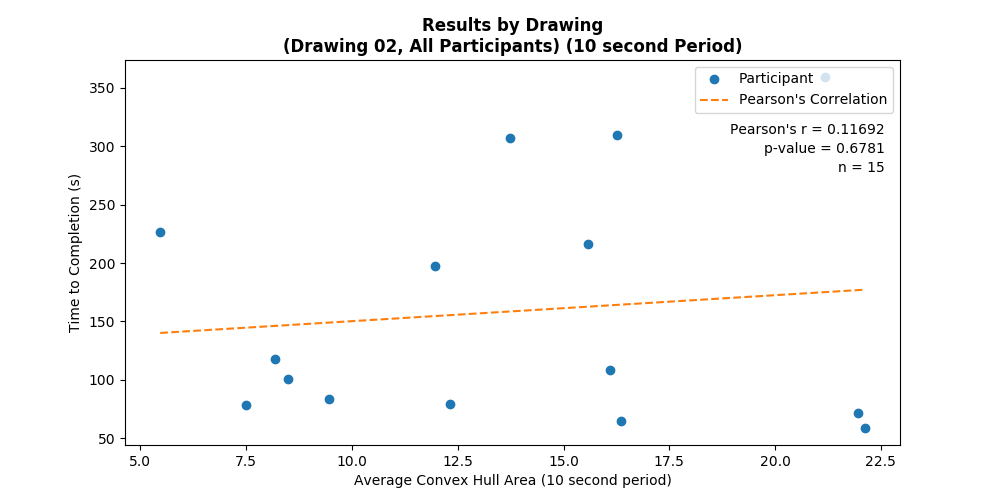 Results by Drawing
(Drawing 02, All Participants) (10 second Period)
Participant
Pearson's Correlation
Pearson's r = 0.11692
p-value = 0.6781
n = 15
Time to Completion (s)
350
300
250
200
150
100
50
5.0 7.5 10.0 12.5 15.0 17.5 20.0 22.5
Average Convex Hull Area (10 second period)